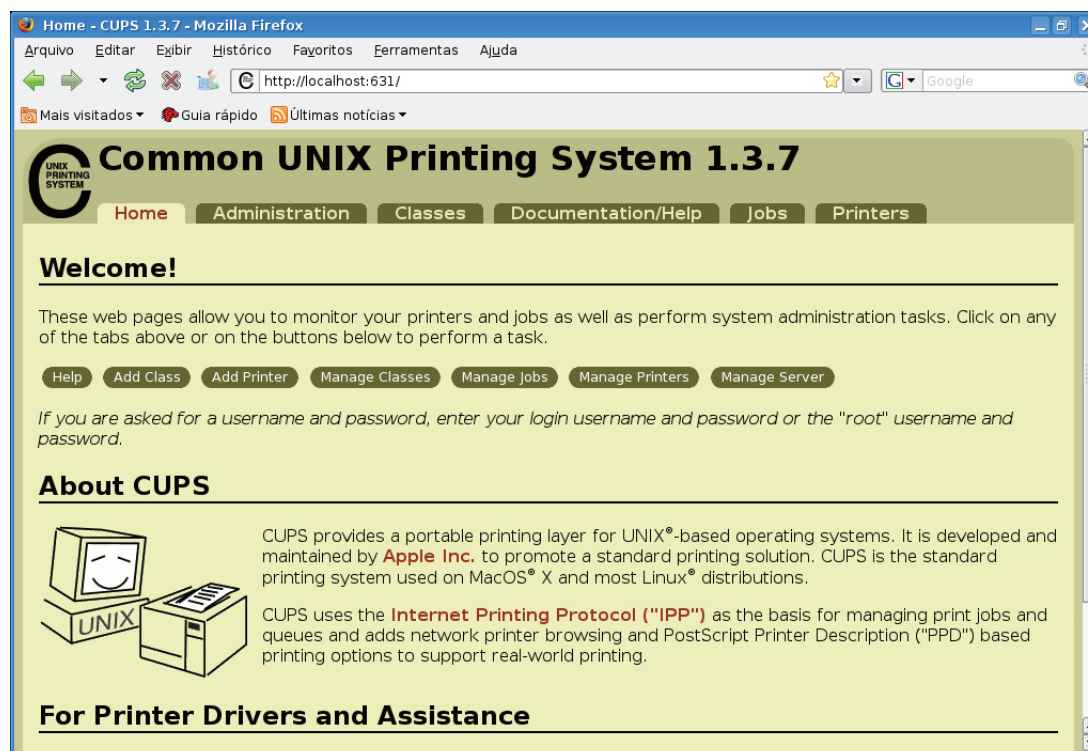 Home - CUPS 1.3.7 - Mozilla Firefox
Arquivo Editar Exibir Histórico Favoritos Ferramentas Ajuda
http://localhost:631/ G Google
Mais visitados Guia rápido Últimas notícias
UNIX
PRINTING
SYSTEM
Common UNIX Printing System 1.3.7
Home Administration Classes Documentation/Help Jobs Printers
Welcome!
These web pages allow you to monitor your printers and jobs as well as perform system administration tasks. Click on any
of the tabs above or on the buttons below to perform a task.
Help Add Class Add Printer Manage Classes Manage Jobs Manage Printers Manage Server
If you are asked for a username and password, enter your login username and password or the "root" username and
password.
About CUPS
CUPS provides a portable printing layer for UNIX®-based operating systems. It is developed and
maintained by Apple Inc. to promote a standard printing solution. CUPS is the standard
printing system used on MacOS® X and most Linux® distributions.
UNIX
CUPS uses the Internet Printing Protocol ("IPP") as the basis for managing print jobs and
queues and adds network printer browsing and PostScript Printer Description ("PPD") based
printing options to support real-world printing.
For Printer Drivers and Assistance